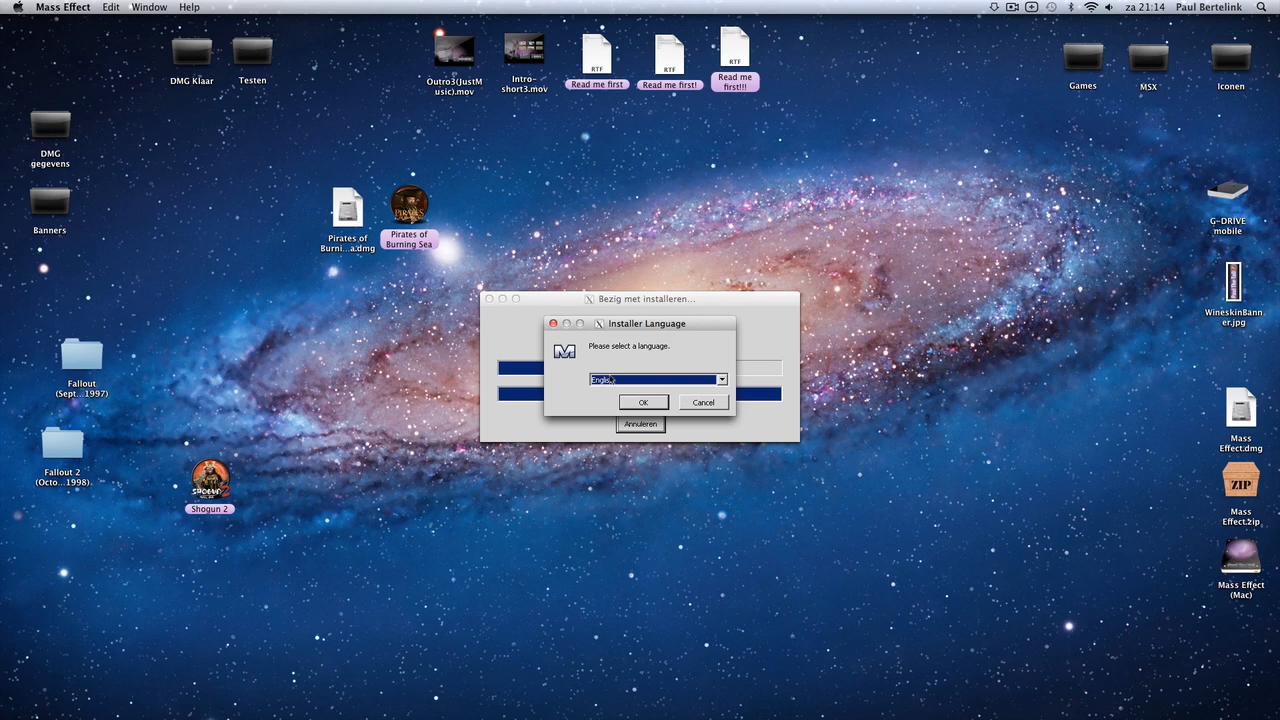 Mass Effect Edit Window Help
za 21:14 Paul Bertelink
DMG Klaar
Testen
Outro3(JustM
usic).mov
Intro-
short3.mov
RTF
Read me first
RTF
Read me first!
RTF
Read me
first!!!
Games
MSX
Iconen
DMG
gegevens
Banners
Pirates of
Burni...a.dmg
PIRATES
Pirates of
Burning Sea
G-DRIVE
mobile
WineskinBann
er.jpg
Fallout
(Sept...1997)
Fallout 2
(Octo...1998)
SHOGUN 2
Shogun 2
Bezig met installeren...
Installer Language
Please select a language.
English
OK
Cancel
Annuleren
Mass
Effect.dmg
ZIP
Mass
Effect.zip
Mass Effect
(Mac)